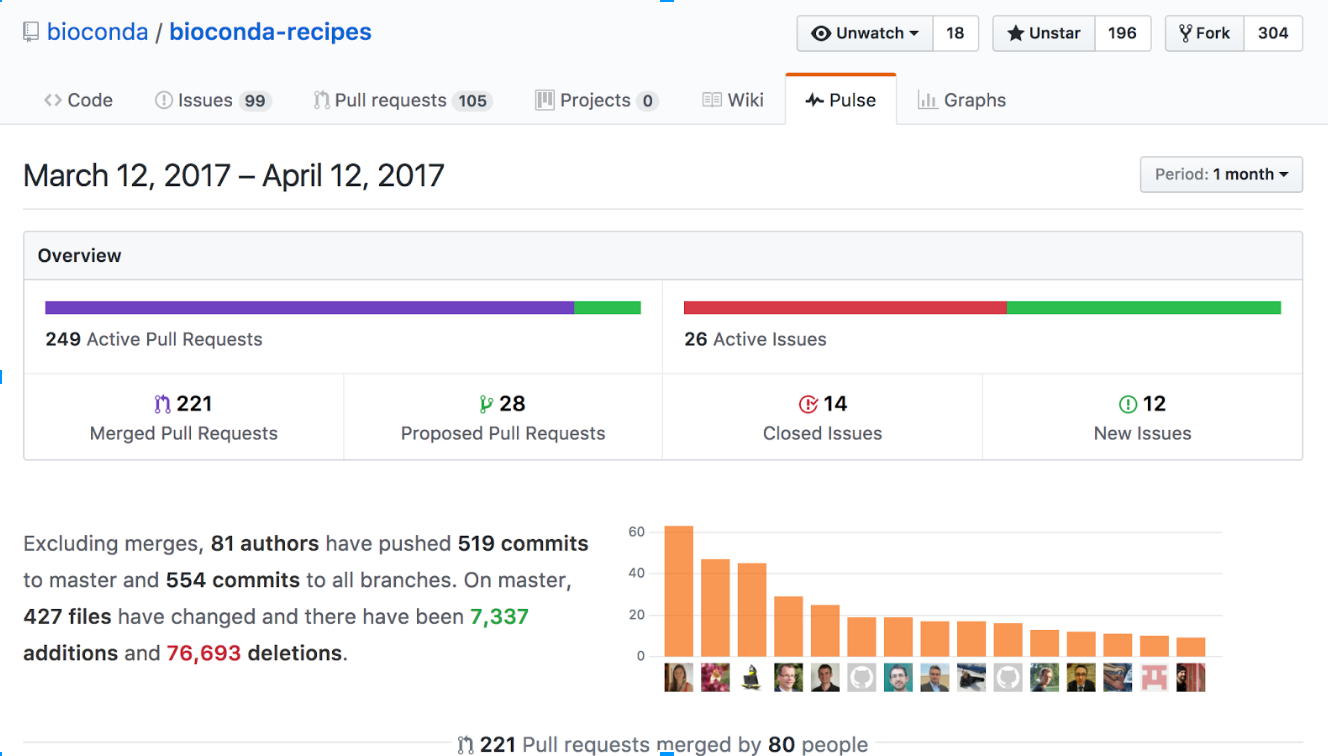 bioconda / bioconda-recipes
Unwatch 18 Unstar 196 Fork 304
Code Issues 99 Pull requests 105 Projects 0 Wiki Pulse Graphs
March 12, 2017 – April 12, 2017
Period: 1 month
Overview
249 Active Pull Requests
26 Active Issues
221
Merged Pull Requests
28
Proposed Pull Requests
14
Closed Issues
12
New Issues
Excluding merges, 81 authors have pushed 519 commits
to master and 554 commits to all branches. On master,
427 files have changed and there have been 7,337
additions and 76,693 deletions.
60
40
20
0
221 Pull requests merged by 80 people